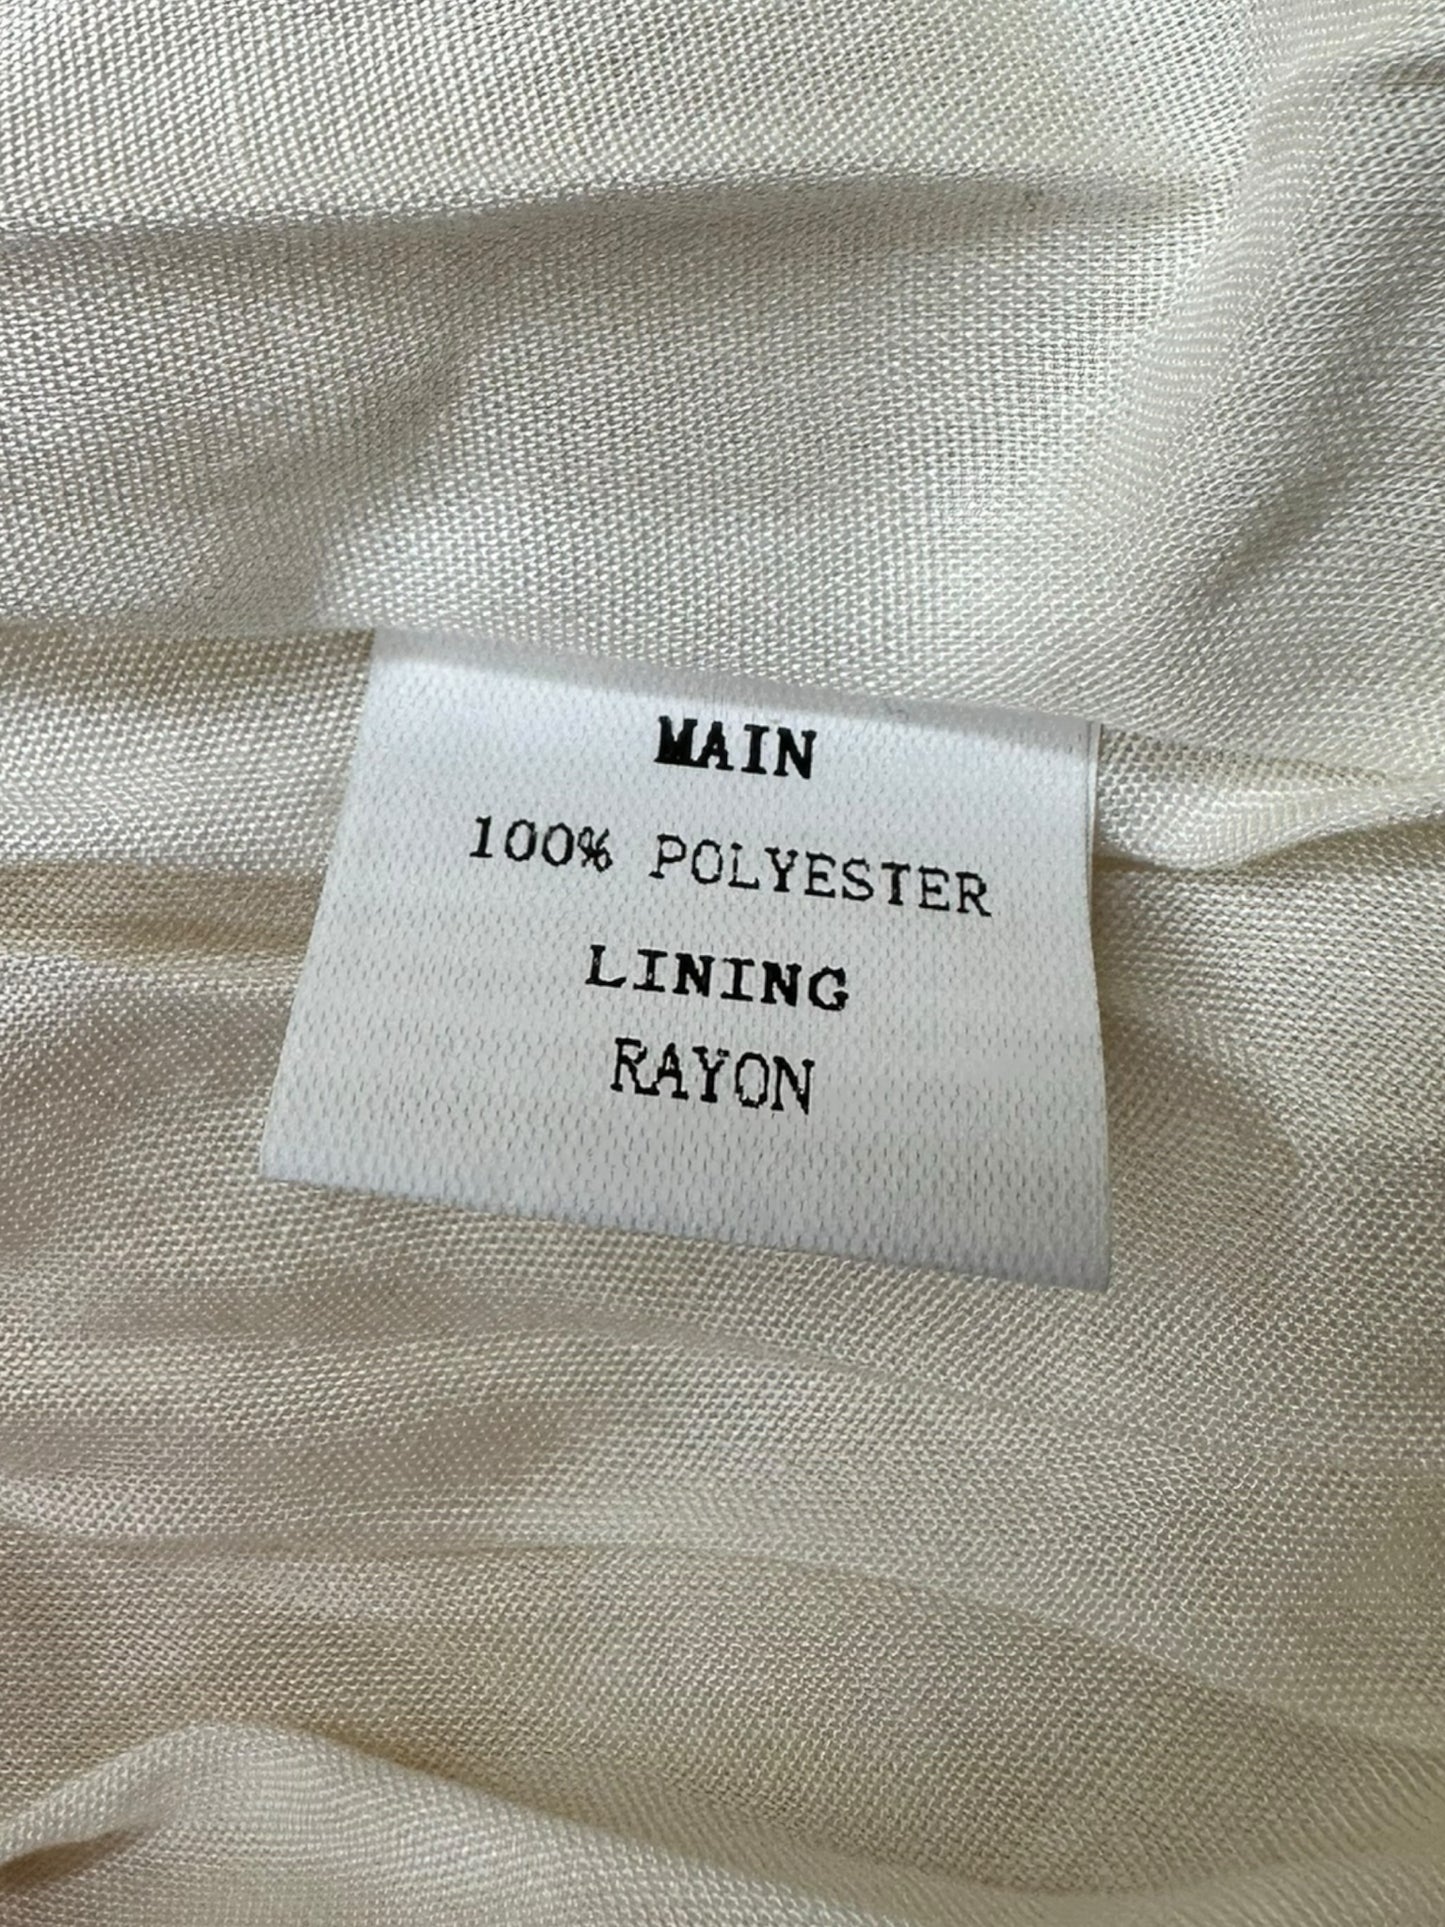 MAIN
100% POLYESTER
LINING
RAYON